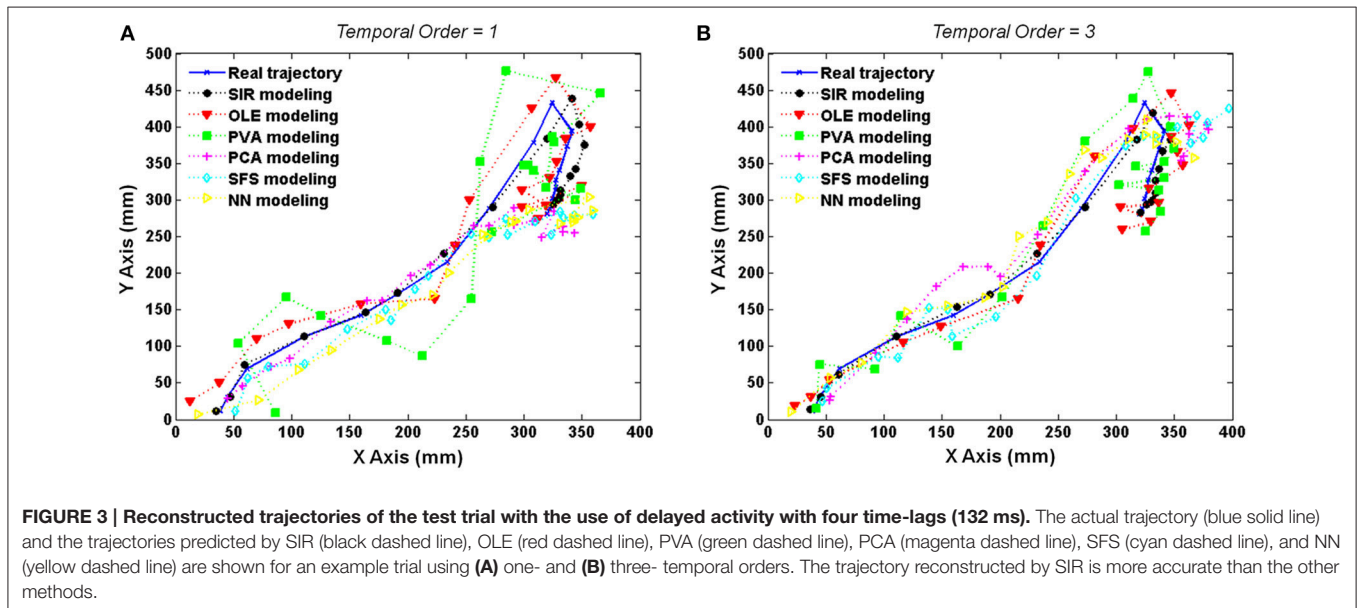 A
Temporal Order = 1
500
450
400
350
300
250
200
150
100
50
0
Y Axis (mm)
Real trajectory
SIR modeling
OLE modeling
PVA modeling
PCA modeling
SFS modeling
NN modeling
0 50 100 150 200 250 300 350 400
X Axis (mm)
B
Temporal Order = 3
500
450
400
350
300
250
200
150
100
50
0
Y Axis (mm)
Real trajectory
SIR modeling
OLE modeling
PVA modeling
PCA modeling
SFS modeling
NN modeling
0 50 100 150 200 250 300 350 400
X Axis (mm)
FIGURE 3 | Reconstructed trajectories of the test trial with the use of delayed activity with four time-lags (132 ms). The actual trajectory (blue solid line)
and the trajectories predicted by SIR (black dashed line), OLE (red dashed line), PVA (green dashed line), PCA (magenta dashed line), SFS (cyan dashed line), and NN
(yellow dashed line) are shown for an example trial using (A) one- and (B) three- temporal orders. The trajectory reconstructed by SIR is more accurate than the other
methods.